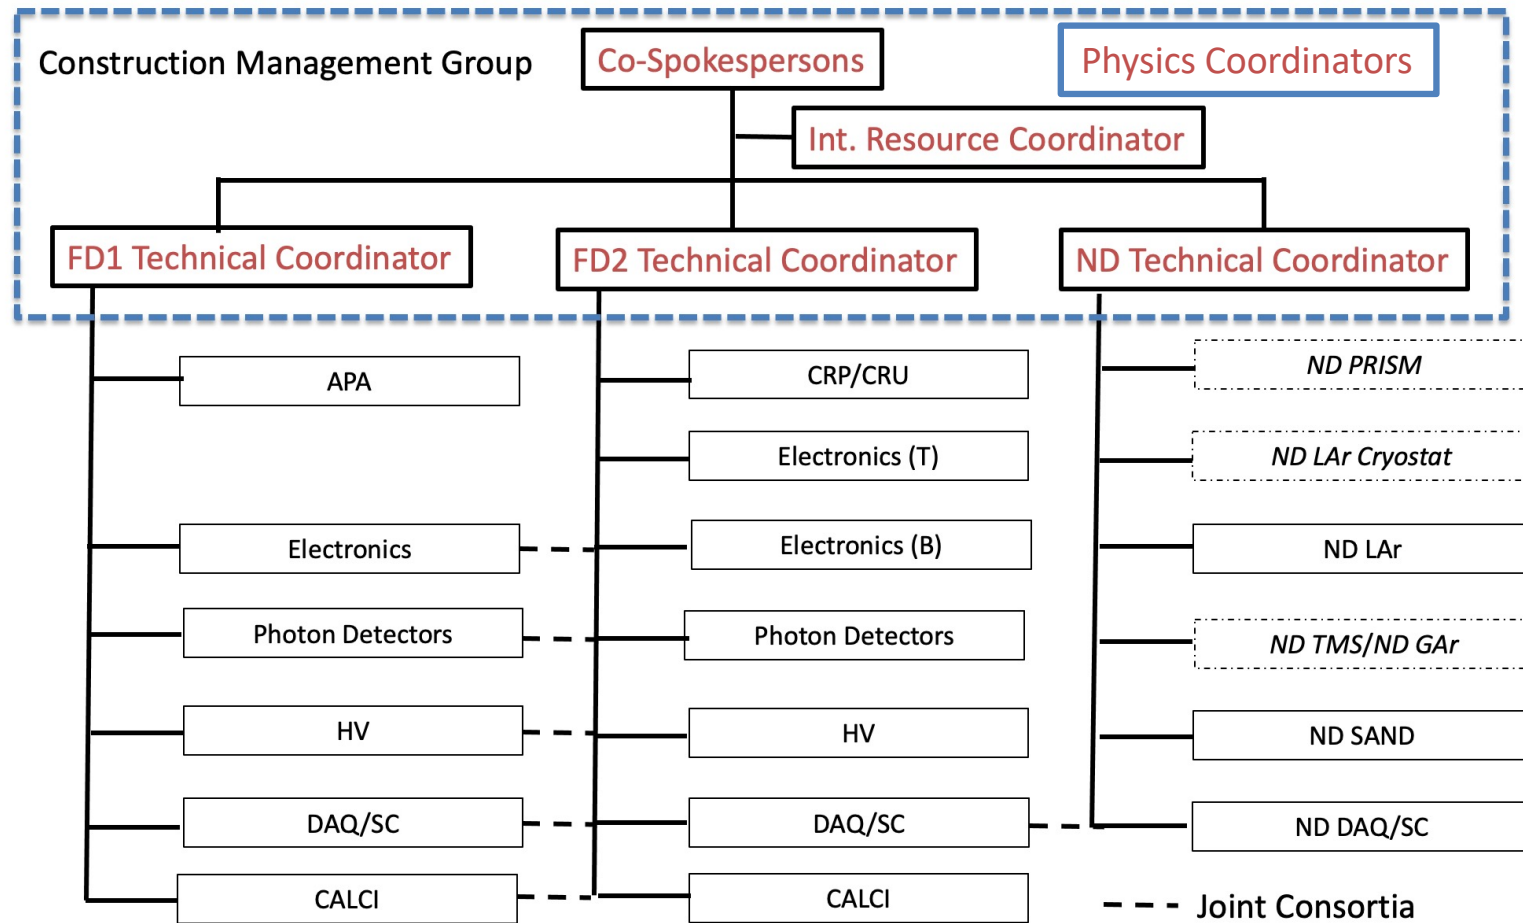 Construction Management Group
Co-Spokespersons
Physics Coordinators
Int. Resource Coordinator
FD1 Technical Coordinator
FD2 Technical Coordinator
ND Technical Coordinator
APA
CRP/CRU
ND PRISM
Electronics (T)
ND LAr Cryostat
Electronics
Electronics (B)
ND LAr
Photon Detectors
Photon Detectors
ND TMS/ND GAr
HV
HV
ND SAND
DAQ/SC
DAQ/SC
ND DAQ/SC
CALCI
CALCI
Joint Consortia